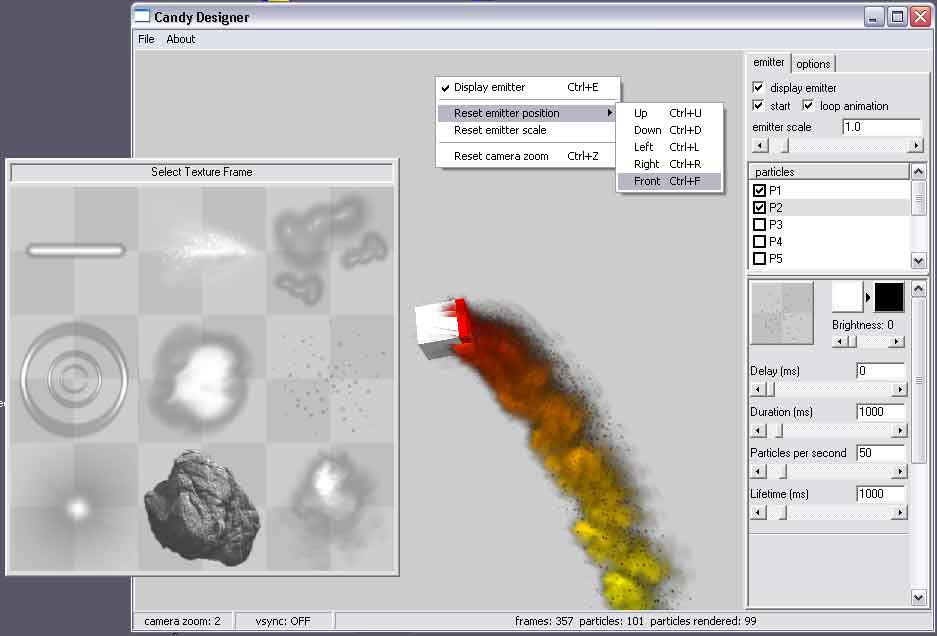 Candy Designer
File About
Display emitter Ctrl+E
Reset emitter position
Reset emitter scale
Reset camera zoom Ctrl+Z
Up Ctrl+U
Down Ctrl+D
Left Ctrl+L
Right Ctrl+R
Front Ctrl+F
Select Texture Frame
emitter options
display emitter
start loop animation
emitter scale 1.0
particles
P1
P2
P3
P4
P5
Brightness: 0
Delay (ms) 0
Duration (ms) 1000
Particles per second 50
Lifetime (ms) 1000
camera zoom: 2 vsync: OFF frames: 357 particles: 101 particles rendered: 99